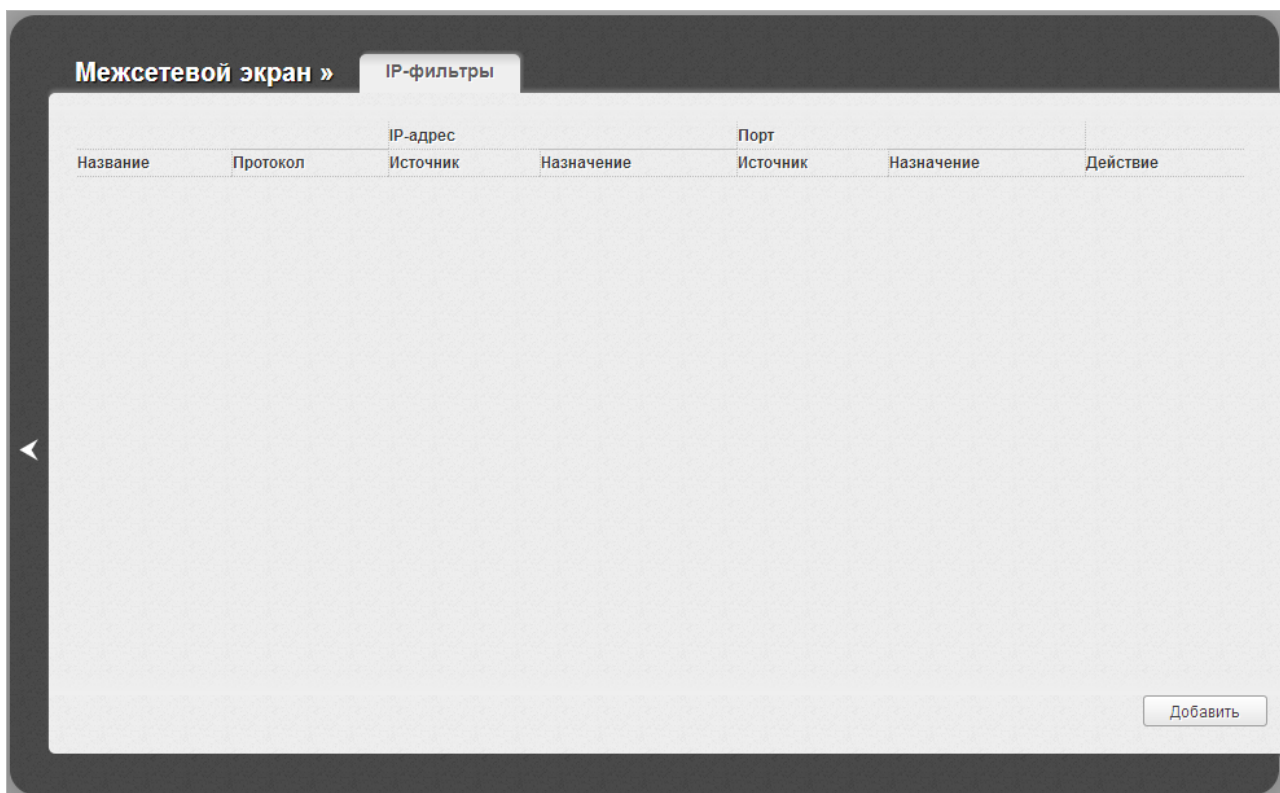 Межсетевой экран » IP-фильтры
IP-адрес Порт
Название Протокол Источник Назначение Источник Назначение Действие
Добавить